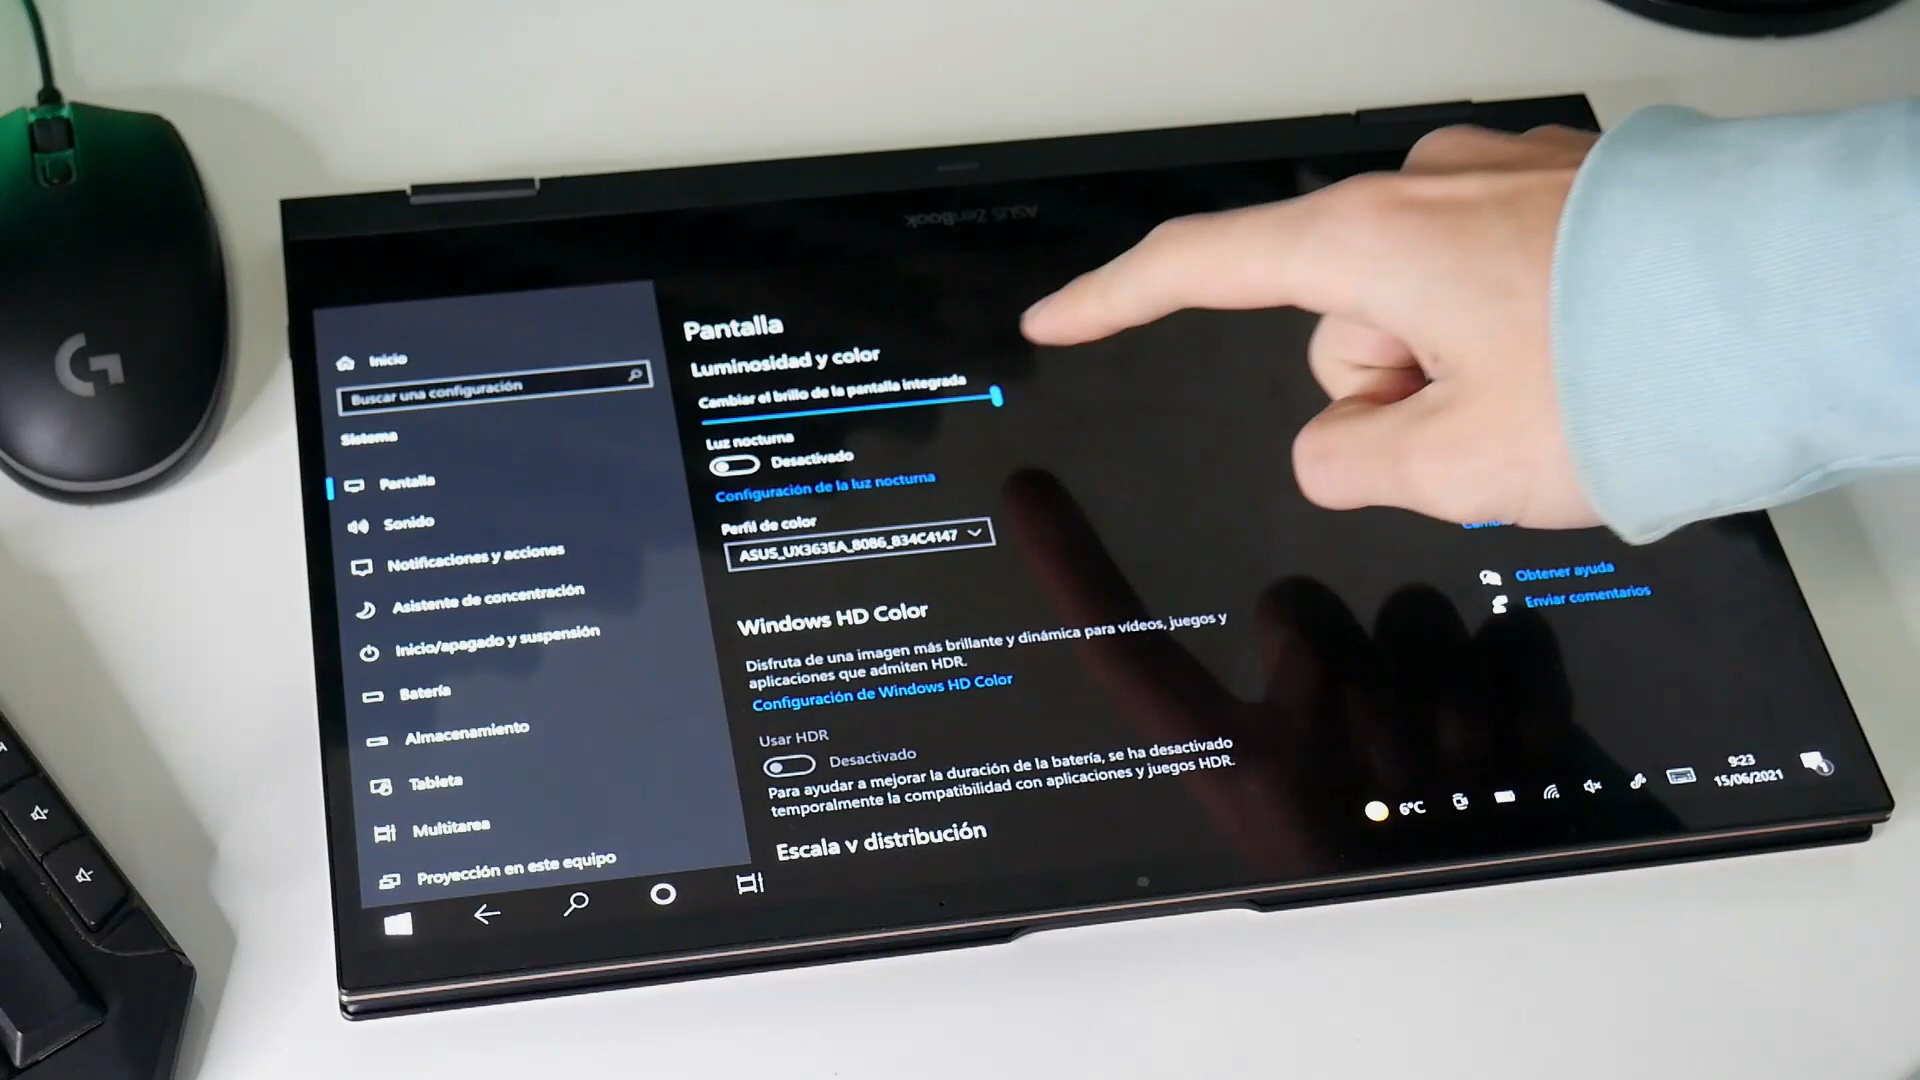 ASUS ZenBook
Inicio
Buscar una configuración
Sistema
Pantalla
Sonido
Notificaciones y acciones
Asistente de concentración
Inicio/apagado y suspensión
Batería
Almacenamiento
Tableta
Multitarea
Proyección en este equipo
Pantalla
Luminosidad y color
Cambiar el brillo de la pantalla integrada
Luz nocturna
Desactivado
Configuración de la luz nocturna
Perfil de color
ASUS_UX363EA_8086_834C4147
Windows HD Color
Disfruta de una imagen más brillante y dinámica para vídeos, juegos y
aplicaciones que admiten HDR.
Configuración de Windows HD Color
Usar HDR
Desactivado
Para ayudar a mejorar la duración de la batería, se ha desactivado
temporalmente la compatibilidad con aplicaciones y juegos HDR.
Escala y distribución
Obtener ayuda
Enviar comentarios
6°C
9:23
15/06/2021
1